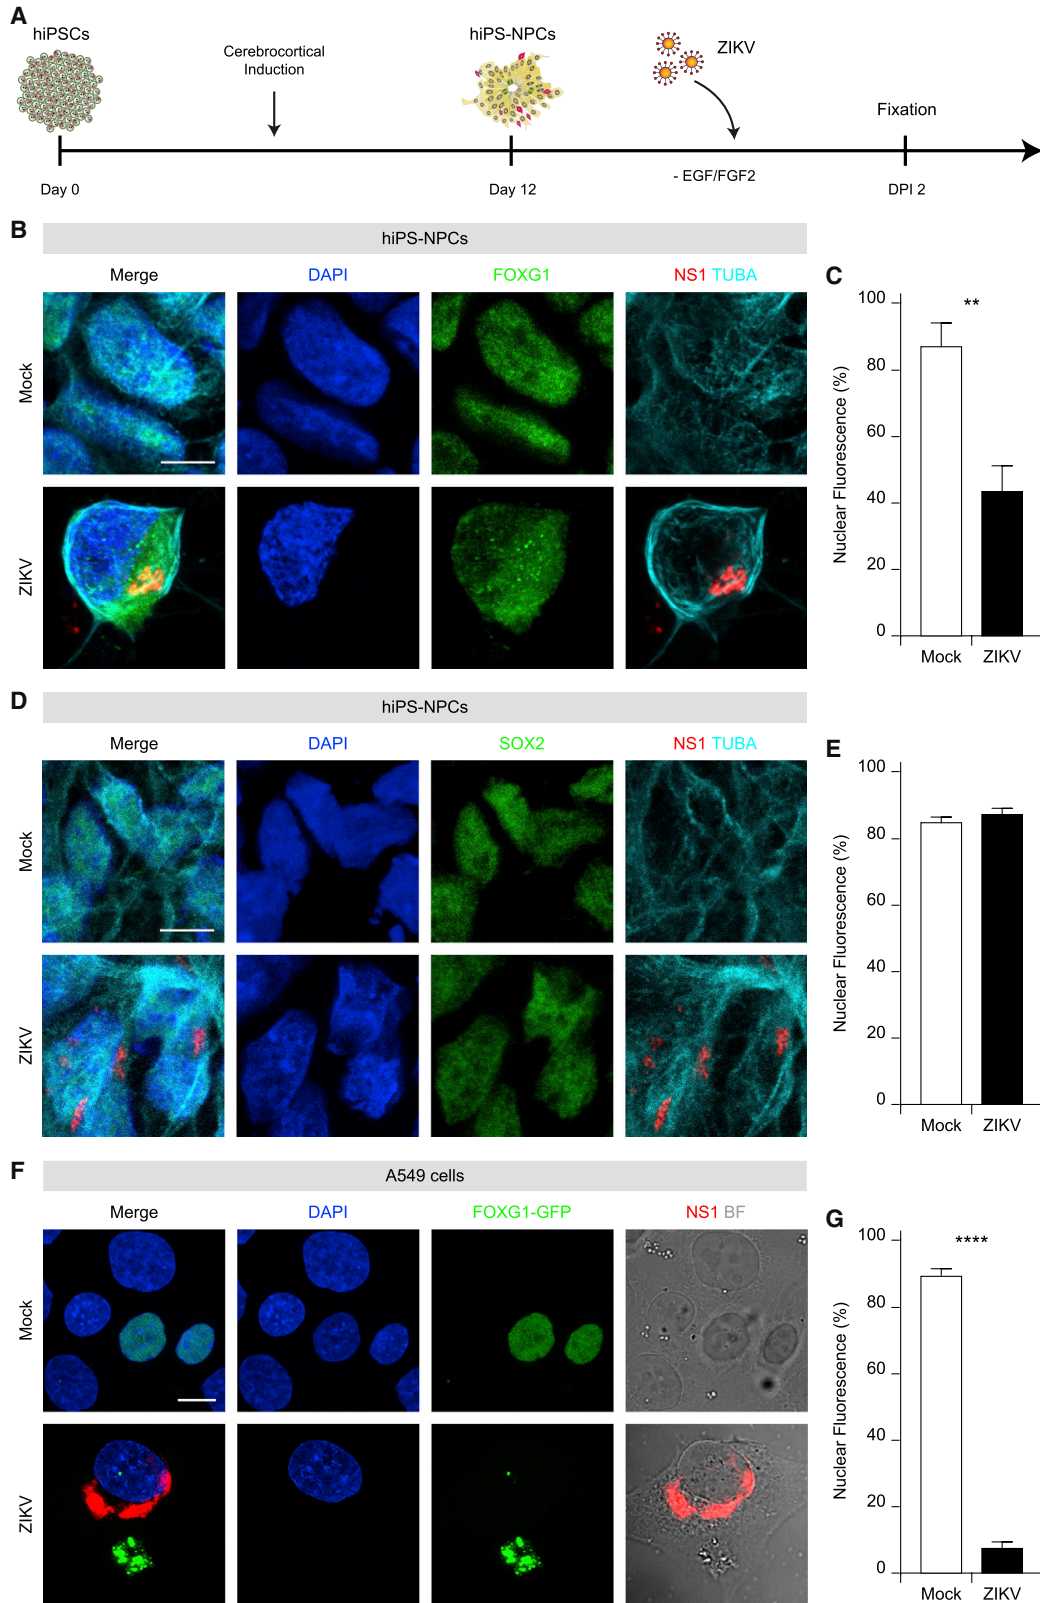 A
hiPSCs
hiPS-NPCs
ZIKV
Cerebrocortical
Induction
Fixation
Day 0
Day 12
- EGF/FGF2
DPI 2
B
hiPS-NPCs
Merge
DAPI
FOXG1
NS1 TUBA
Mock
ZIKV
C
**
Nuclear Fluorescence (%)
100
80
60
40
20
0
Mock
ZIKV
D
hiPS-NPCs
Merge
DAPI
SOX2
NS1 TUBA
Mock
ZIKV
E
Nuclear Fluorescence (%)
100
80
60
40
20
0
Mock
ZIKV
F
A549 cells
Merge
DAPI
FOXG1-GFP
NS1 BF
Mock
ZIKV
G
****
Nuclear Fluorescence (%)
100
80
60
40
20
0
Mock
ZIKV